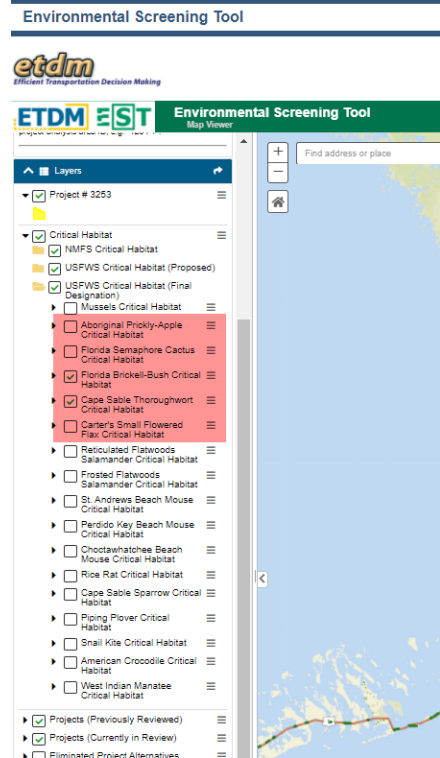 Environmental Screening Tool
etdm
Efficient Transportation Decision Making
ETDM EST
Environmental Screening Tool
Map Viewer
Layers
Find address or place
Project # 3253
Critical Habitat
NMFS Critical Habitat
USFWS Critical Habitat (Proposed)
USFWS Critical Habitat (Final
Designation)
Mussels Critical Habitat
Aboriginal Prickly-Apple
Critical Habitat
Florida Semaphore Cactus
Critical Habitat
Florida Brickell-Bush Critical
Habitat
Cape Sable Thoroughwort
Critical Habitat
Carter's Small Flowered
Flax Critical Habitat
Reticulated Flatwoods
Salamander Critical Habitat
Frosted Flatwoods
Salamander Critical Habitat
St. Andrews Beach Mouse
Critical Habitat
Perdido Key Beach Mouse
Critical Habitat
Choctawhatchee Beach
Mouse Critical Habitat
Rice Rat Critical Habitat
Cape Sable Sparrow Critical
Habitat
Piping Plover Critical
Habitat
Snail Kite Critical Habitat
American Crocodile Critical
Habitat
West Indian Manatee
Critical Habitat
Projects (Previously Reviewed)
Projects (Currently in Review)
Eliminated Project Alternatives